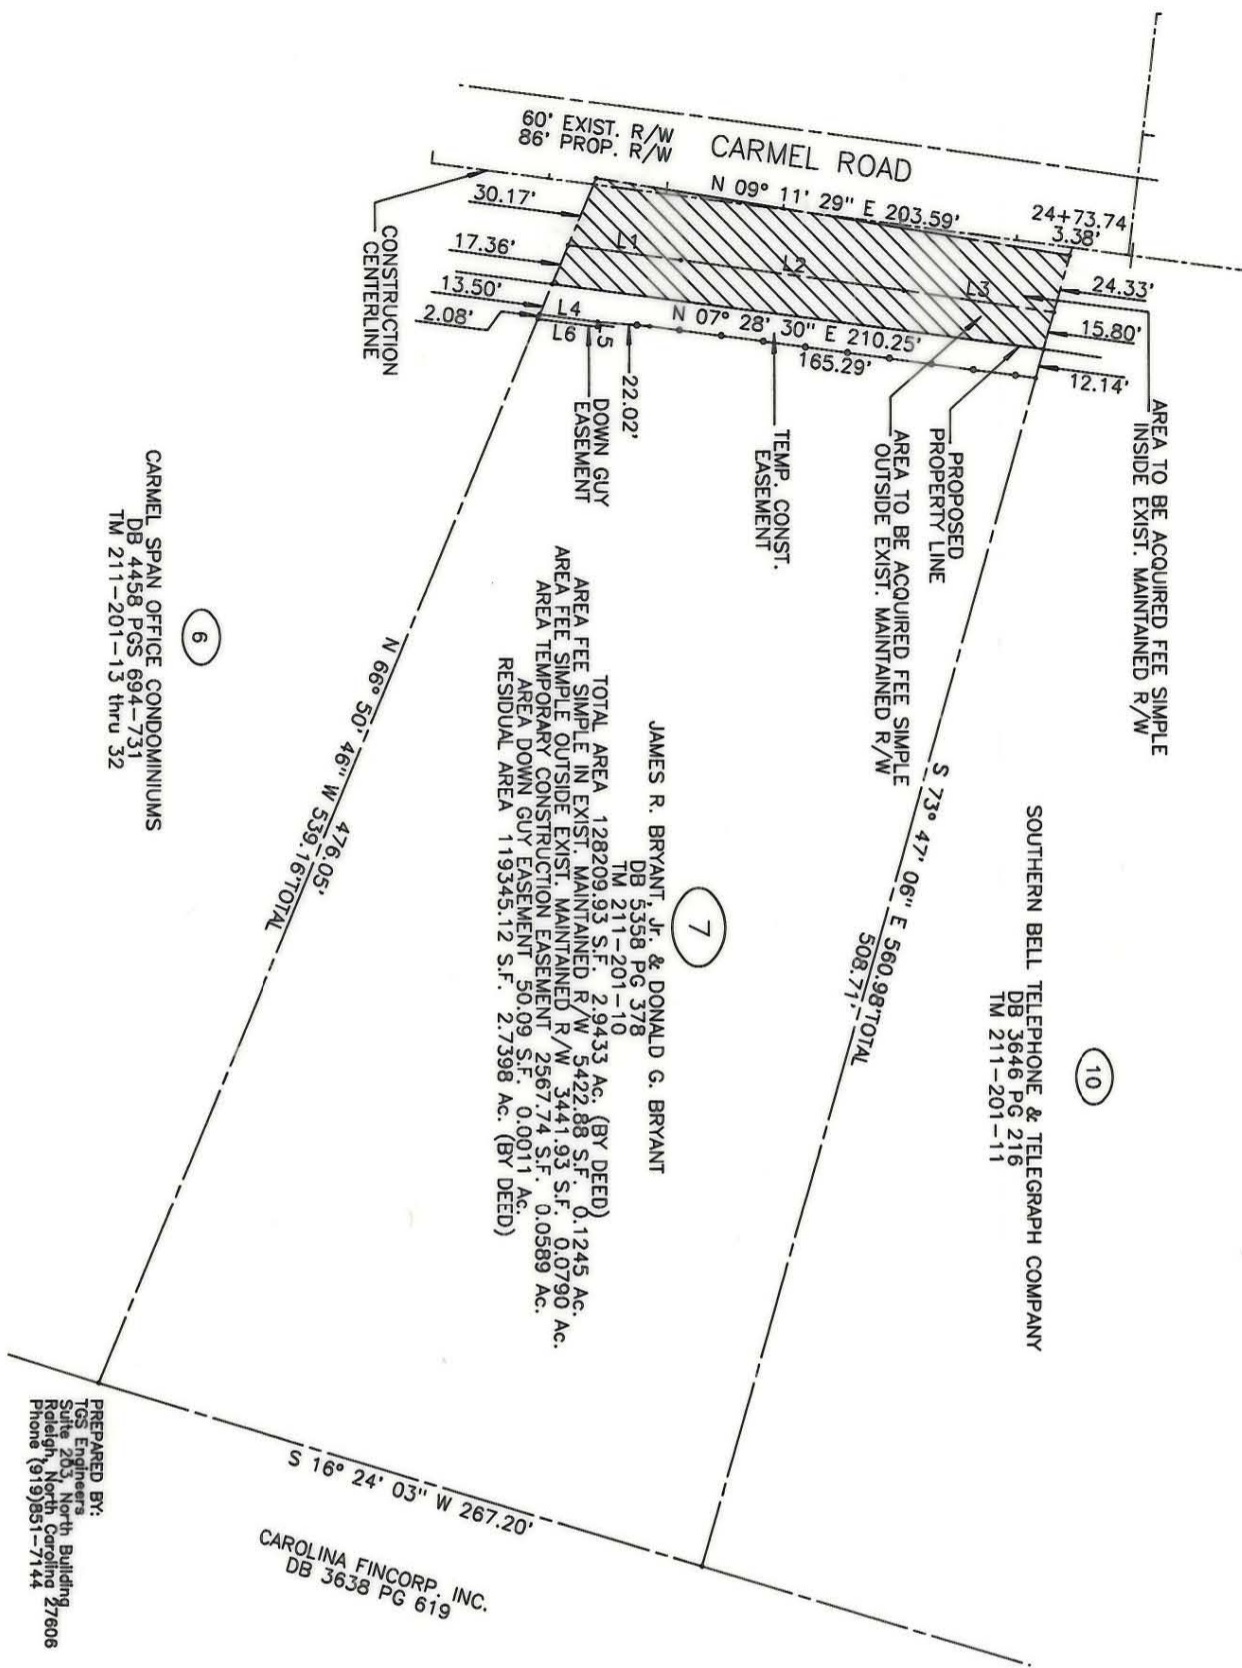 60' EXIST. R/W
86' PROP. R/W
CARMEL ROAD
N 09° 11' 29" E 203.59'
24+73.74
3.38'
30.17'
17.36'
13.50'
2.08'
CONSTRUCTION
CENTERLINE
L1
L2
L3
L4
L6
L5
N 07° 28' 30" E 210.25'
165.29'
22.02'
24.33'
15.80'
12.14'
DOWN GUY
EASEMENT
TEMP. CONST.
EASEMENT
AREA TO BE ACQUIRED FEE SIMPLE
OUTSIDE EXIST. MAINTAINED R/W
PROPOSED
PROPERTY LINE
AREA TO BE ACQUIRED FEE SIMPLE
INSIDE EXIST. MAINTAINED R/W
S 73° 47' 06" E 560.98'TOTAL
508.71'
SOUTHERN BELL TELEPHONE & TELEGRAPH COMPANY
DB 3646 PG 216
TM 211-201-11
10
7
JAMES R. BRYANT, Jr. & DONALD G. BRYANT
DB 5358 PG 378
TM 211-201-10
TOTAL AREA 128209.93 S.F. 2.9433 Ac. (BY DEED)
AREA FEE SIMPLE IN EXIST. MAINTAINED R/W 5422.88 S.F. 0.1245 Ac.
AREA FEE SIMPLE OUTSIDE EXIST. MAINTAINED R/W 3441.93 S.F. 0.0790 Ac.
AREA TEMPORARY CONSTRUCTION EASEMENT 2567.74 S.F. 0.0589 Ac.
AREA DOWN GUY EASEMENT 50.09 S.F. 0.0011 Ac.
RESIDUAL AREA 119345.12 S.F. 2.7398 Ac. (BY DEED)
476.05'
N 66° 50' 46" W 539.16'TOTAL
6
CARMEL SPAN OFFICE CONDOMINIUMS
DB 4458 PGS 694-731
TM 211-201-13 thru 32
S 16° 24' 03" W 267.20'
CAROLINA FINCORP. INC.
DB 3638 PG 619
PREPARED BY:
TGS Engineers
Suite 203, North Building
Raleigh, North Carolina 27606
Phone (919)851-7144